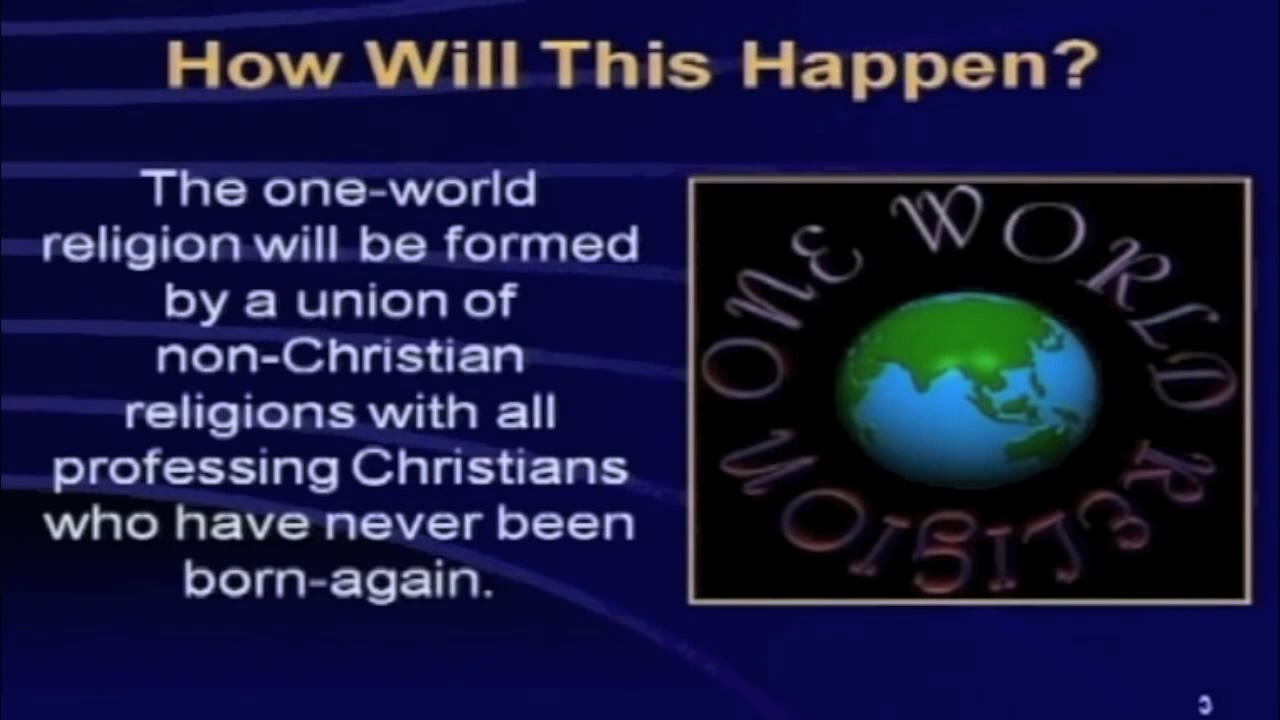 How Will This Happen?
The one-world
religion will be formed
by a union of
non-Christian
religions with all
professing Christians
who have never been
born-again.
ONE WORLD RELIGION